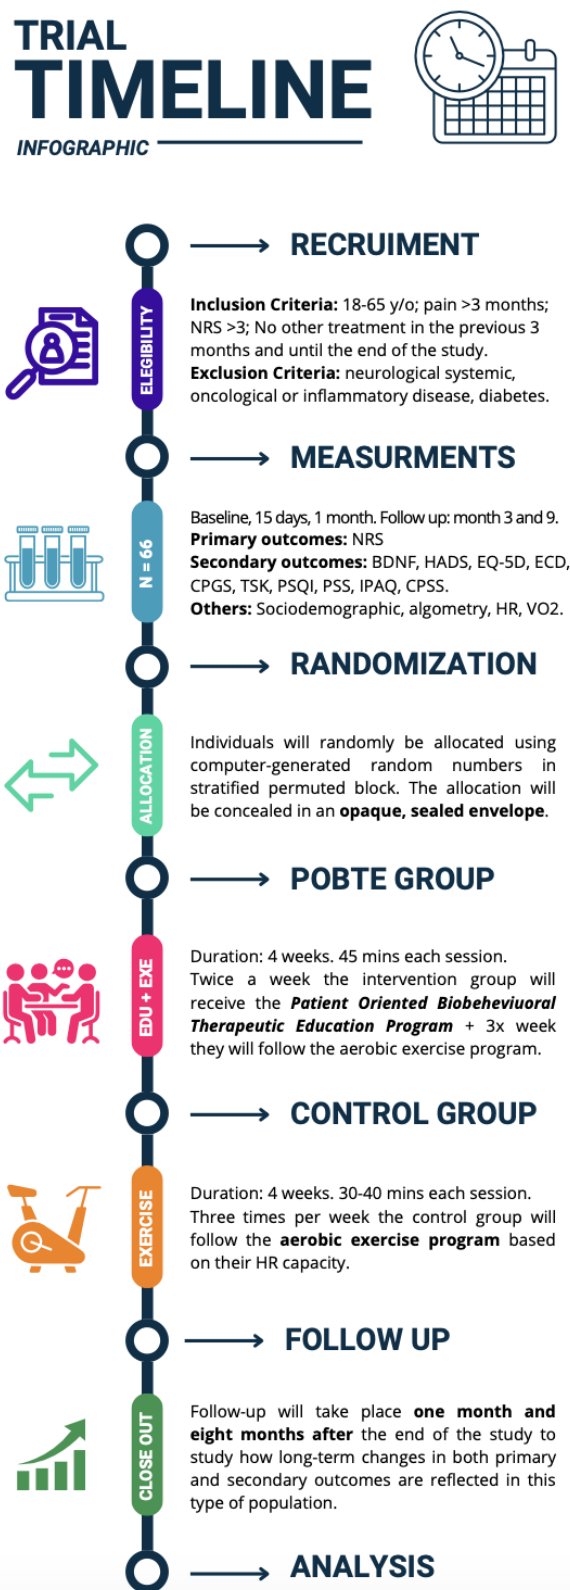 TRIAL
TIMELINE
INFOGRAPHIC
RECRUIMENT
ELEGIBILITY
Inclusion Criteria: 18-65 y/o; pain >3 months;
NRS >3; No other treatment in the previous 3
months and until the end of the study.
Exclusion Criteria: neurological systemic,
oncological or inflammatory disease, diabetes.
MEASURMENTS
N = 66
Baseline, 15 days, 1 month. Follow up: month 3 and 9.
Primary outcomes: NRS
Secondary outcomes: BDNF, HADS, EQ-5D, ECD,
CPGS, TSK, PSQI, PSS, IPAQ, CPSS.
Others: Sociodemographic, algometry, HR, VO2.
RANDOMIZATION
ALLOCATION
Individuals will randomly be allocated using
computer-generated random numbers in
stratified permuted block. The allocation will
be concealed in an opaque, sealed envelope.
POBTE GROUP
EDU + EXE
Duration: 4 weeks. 45 mins each session.
Twice a week the intervention group will
receive the Patient Oriented Biobeheviuoral
Therapeutic Education Program + 3x week
they will follow the aerobic exercise program.
CONTROL GROUP
EXERCISE
Duration: 4 weeks. 30-40 mins each session.
Three times per week the control group will
follow the aerobic exercise program based
on their HR capacity.
FOLLOW UP
CLOSE OUT
Follow-up will take place one month and
eight months after the end of the study to
study how long-term changes in both primary
and secondary outcomes are reflected in this
type of population.
ANALYSIS